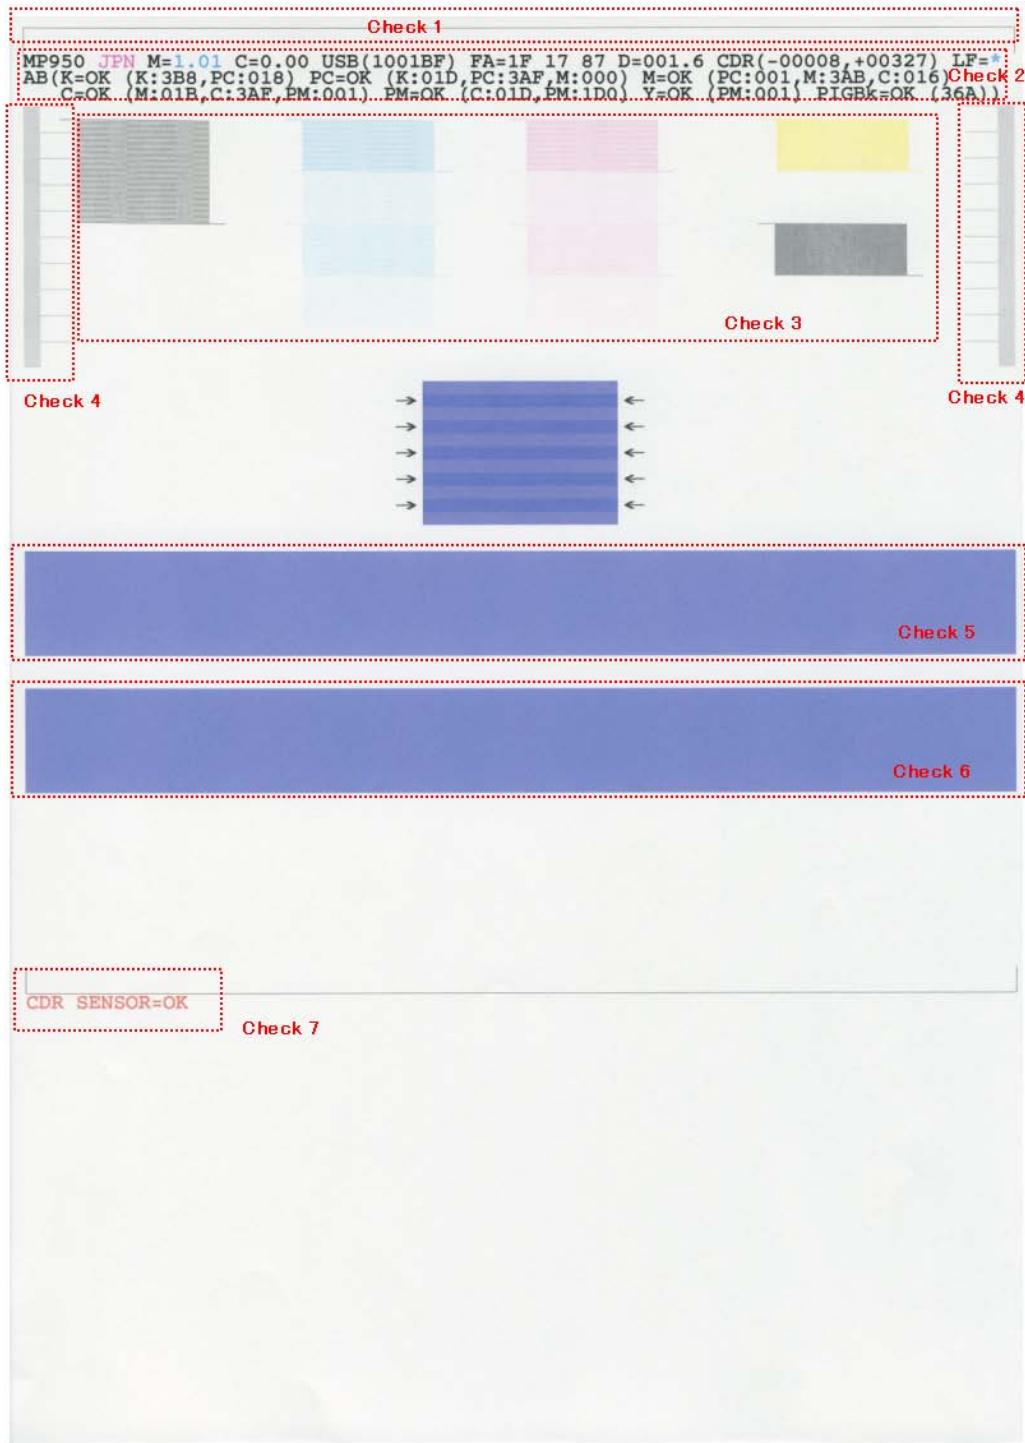 Check 1
MP950 JPN M=1.01 C=0.00 USB(1001BF) FA=1F 17 87 D=001.6 CDR(-00008,+00327) LF=*
AB(K=OK (K:3B8,PC:018) PC=OK (K:01D,PC:3AF,M:000) M=OK (PC:001,M:3AB,C:016)
Check 2
C=OK (M:01B,C:3AF,PM:001) PM=OK (C:01D,PM:1D0) Y=OK (PM:001) PIGBk=OK (36A))
Check 3
Check 4
Check 4
Check 5
Check 6
CDR SENSOR=OK
Check 7